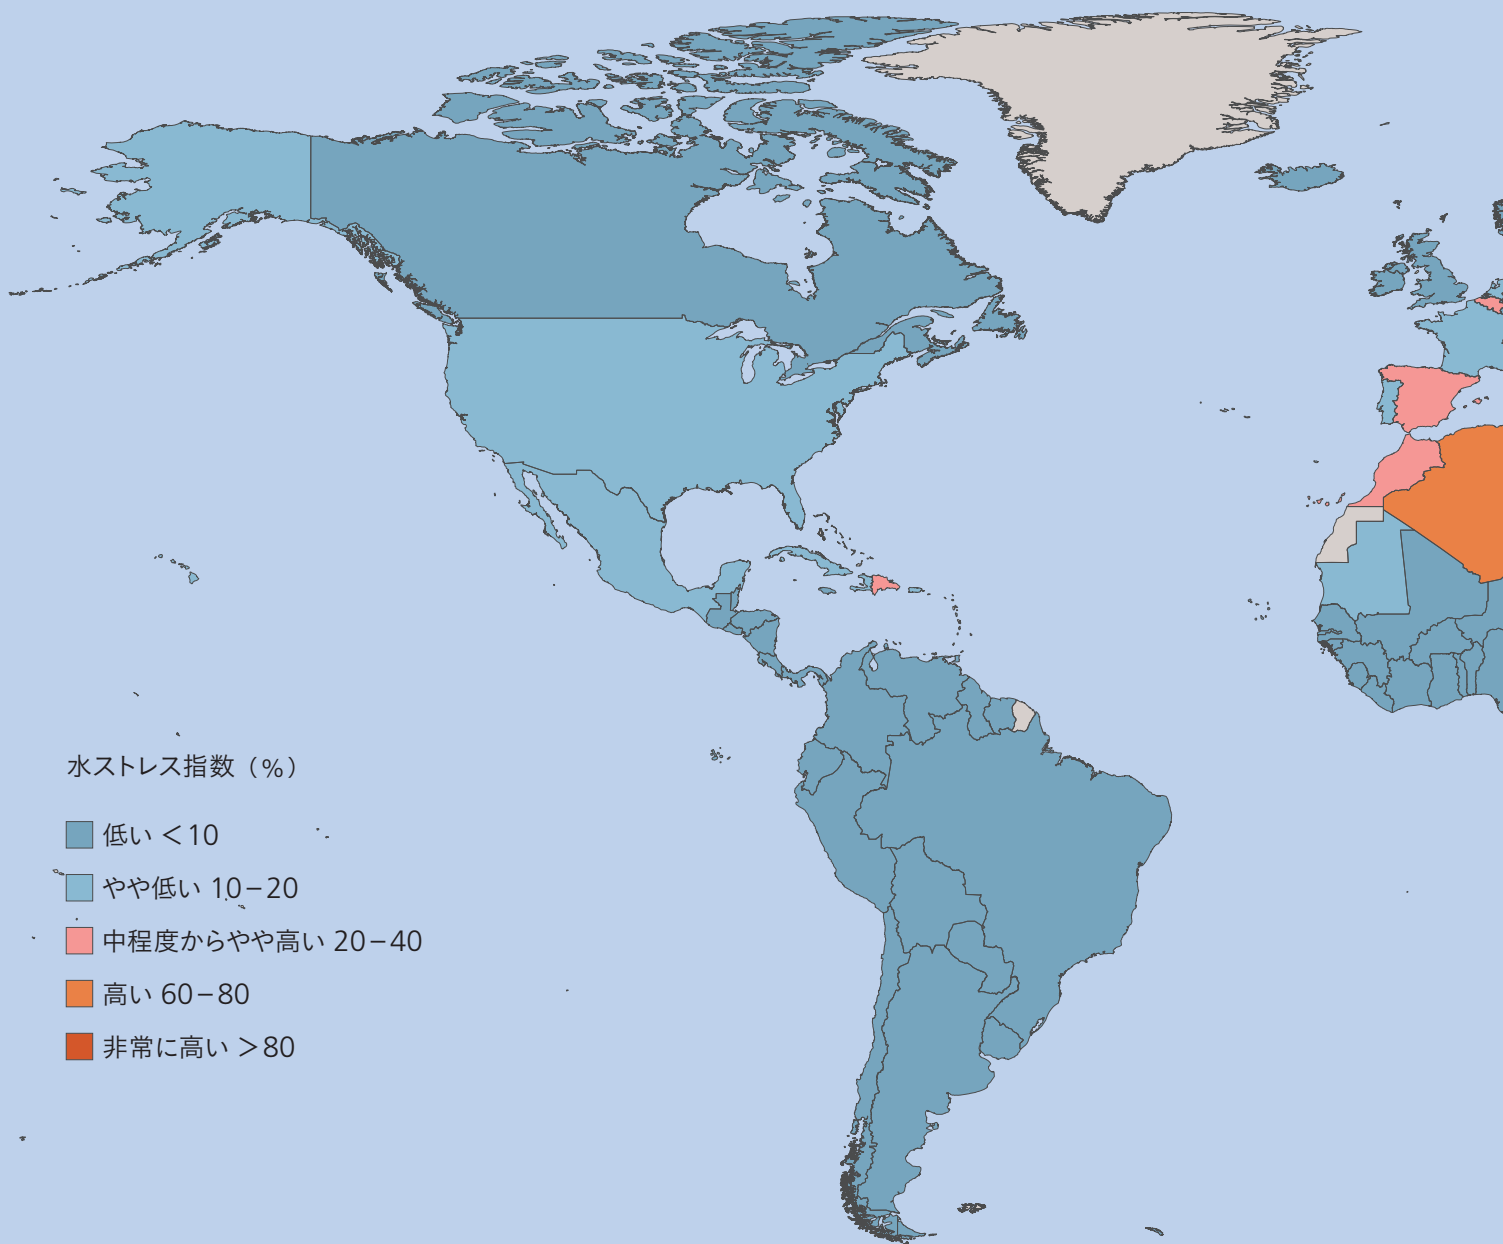 水ストレス指数（%）
低い <10
やや低い 10–20
中程度からやや高い 20–40
高い 60–80
非常に高い >80